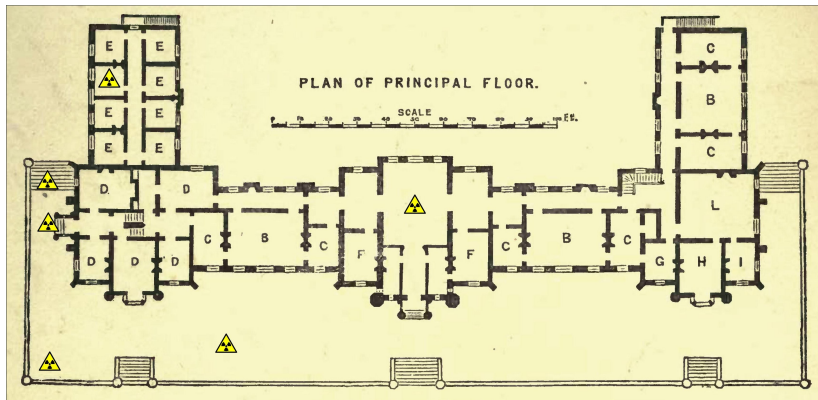 PLAN OF PRINCIPAL FLOOR.
SCALE
E E
E
E E
E E
C
B
C
D D
L
C B C F F C B C
D D D
G H I